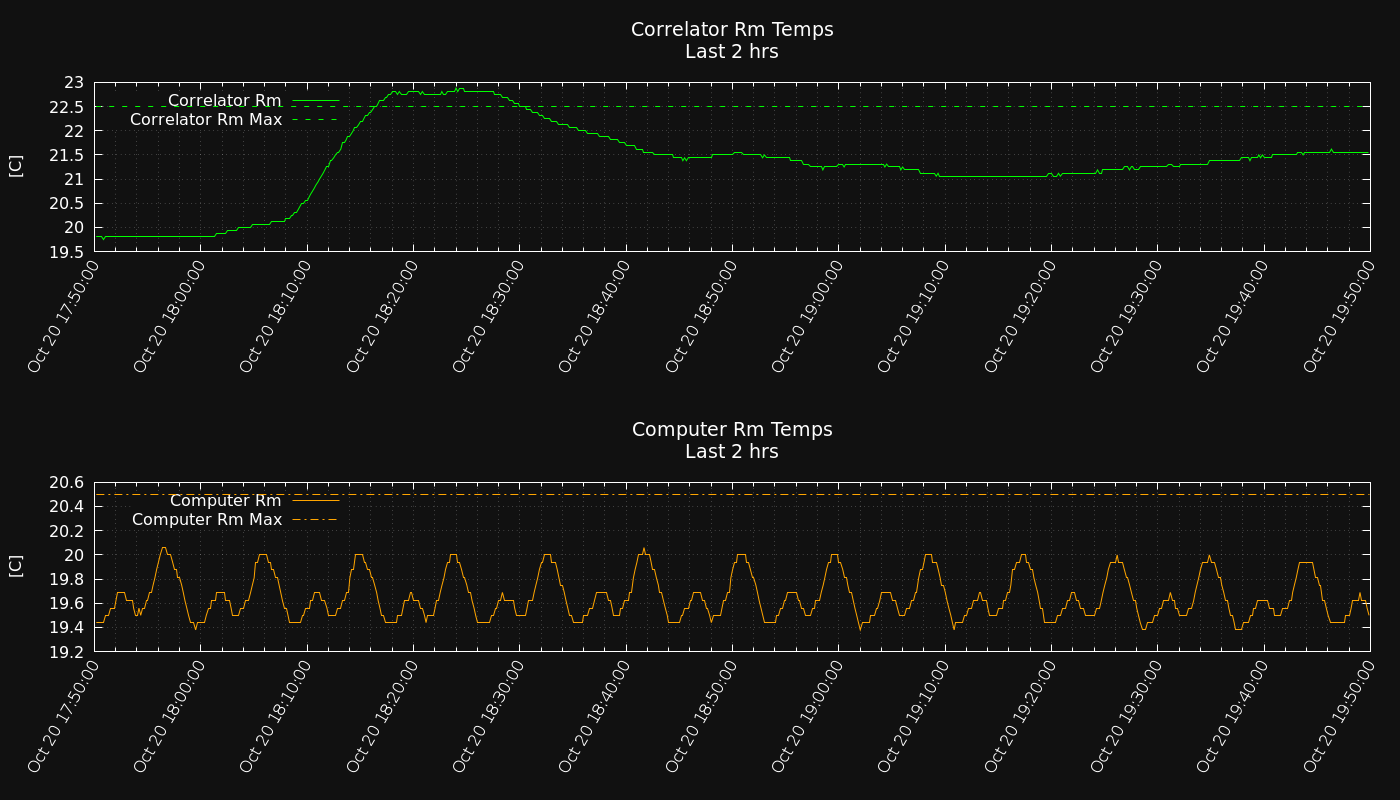 Correlator Rm Temps
Last 2 hrs
[C]
23
22.5
22
21.5
21
20.5
20
19.5
Correlator Rm
Correlator Rm Max
Oct 20 17:50:00
Oct 20 18:00:00
Oct 20 18:10:00
Oct 20 18:20:00
Oct 20 18:30:00
Oct 20 18:40:00
Oct 20 18:50:00
Oct 20 19:00:00
Oct 20 19:10:00
Oct 20 19:20:00
Oct 20 19:30:00
Oct 20 19:40:00
Oct 20 19:50:00
Computer Rm Temps
Last 2 hrs
[C]
20.6
20.4
20.2
20
19.8
19.6
19.4
19.2
Computer Rm
Computer Rm Max
Oct 20 17:50:00
Oct 20 18:00:00
Oct 20 18:10:00
Oct 20 18:20:00
Oct 20 18:30:00
Oct 20 18:40:00
Oct 20 18:50:00
Oct 20 19:00:00
Oct 20 19:10:00
Oct 20 19:20:00
Oct 20 19:30:00
Oct 20 19:40:00
Oct 20 19:50:00